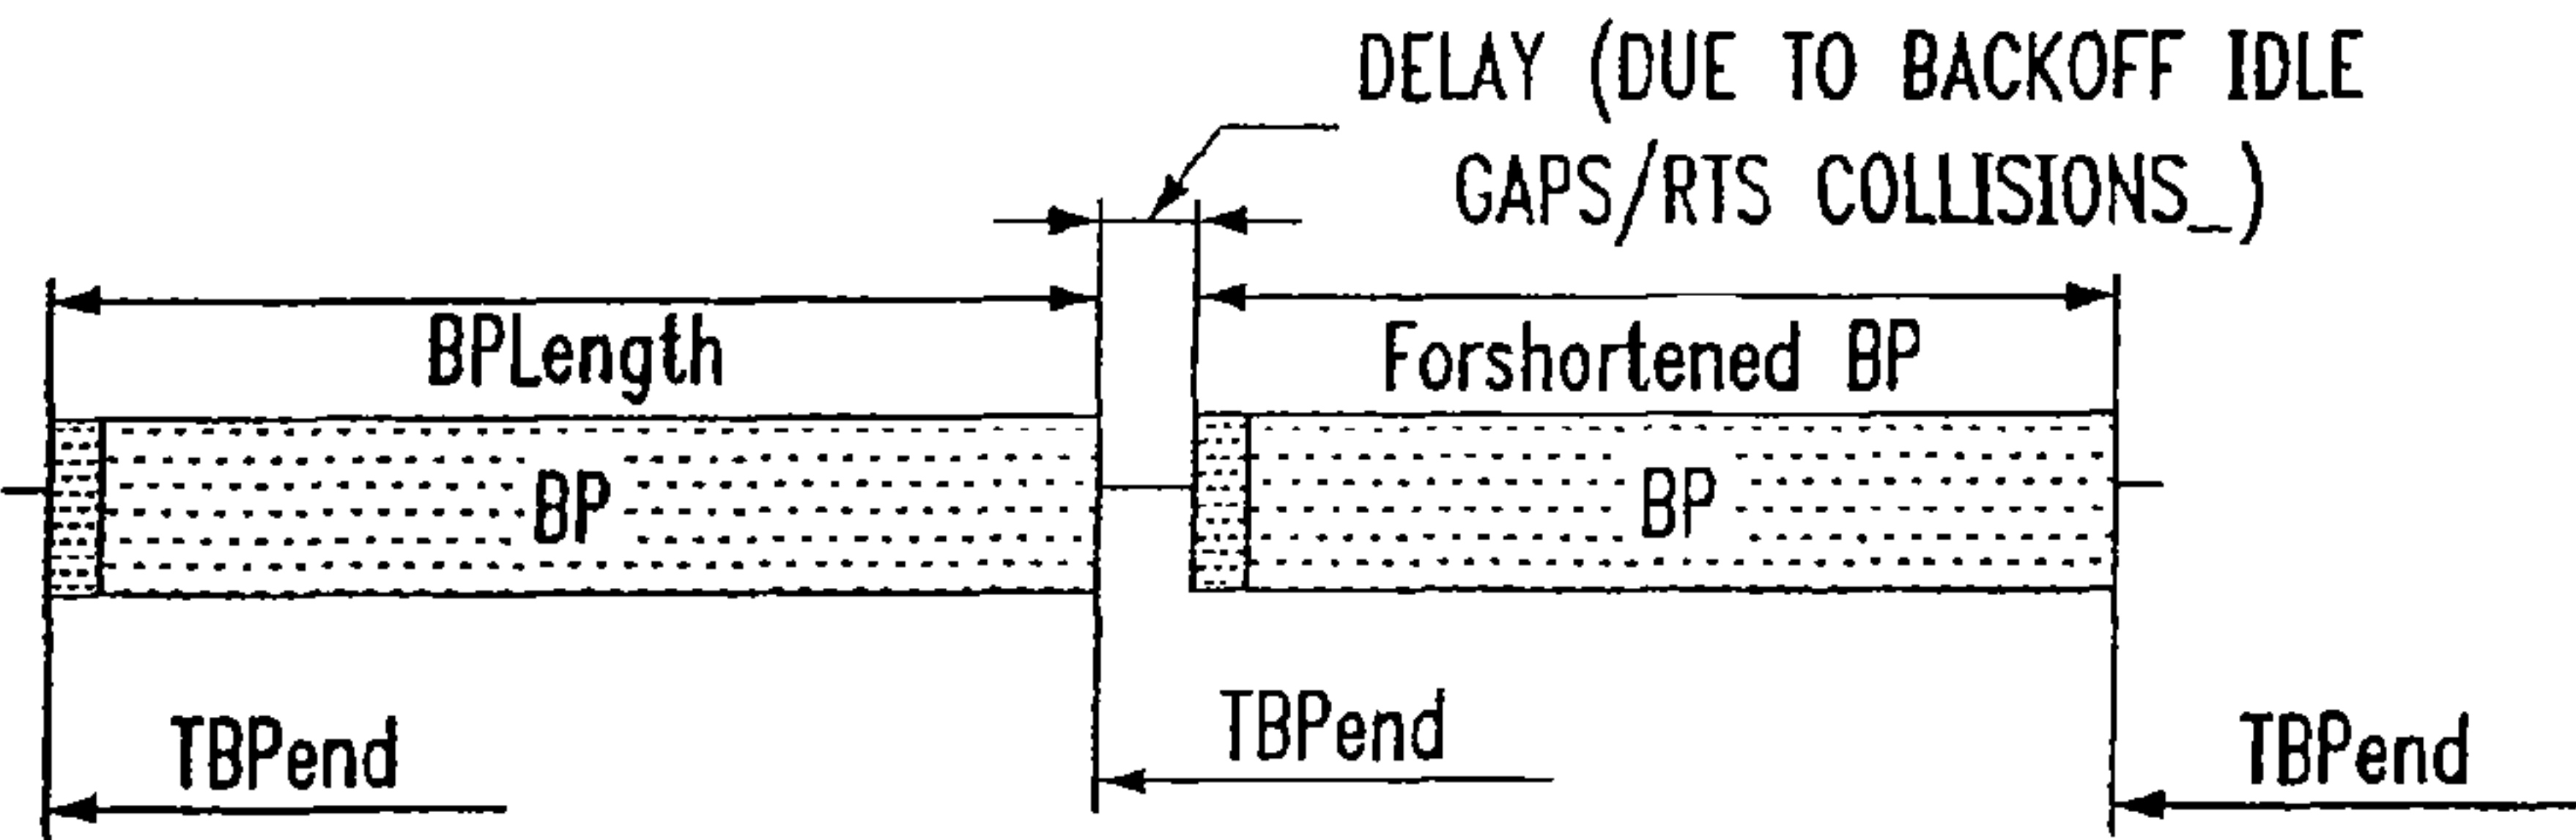 DELAY (DUE TO BACKOFF IDLE
GAPS/RTS COLLISIONS_)
BPLength
Forshortened BP
BP
BP
TBPend
TBPend
TBPend